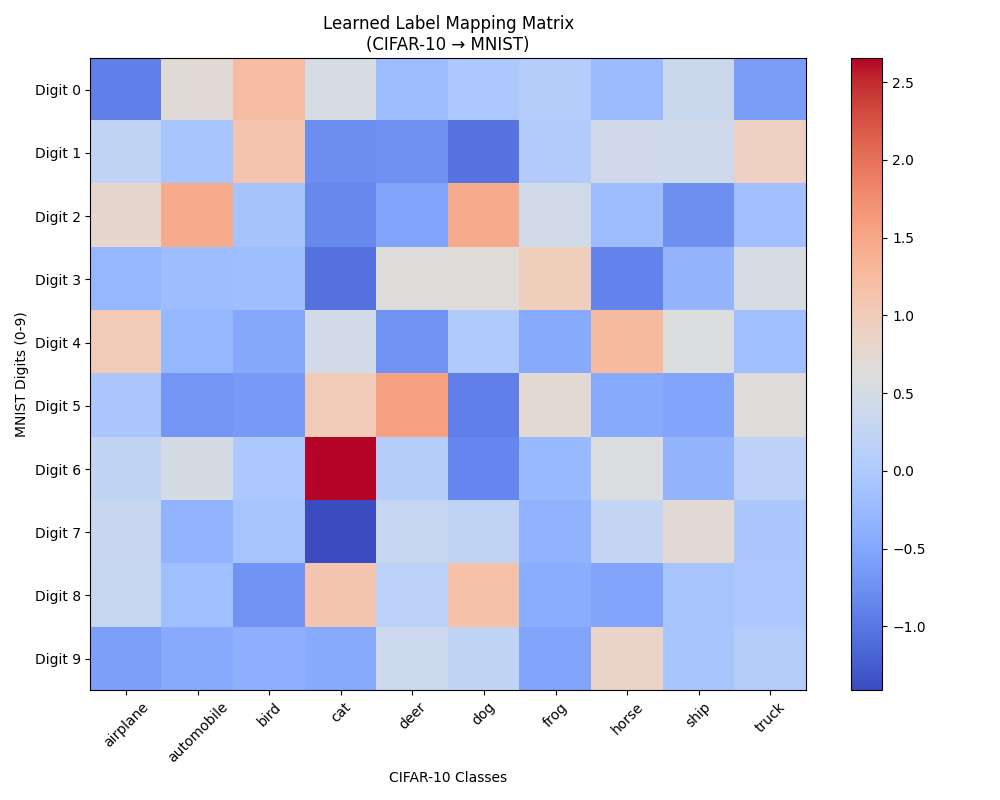 Learned Label Mapping Matrix
(CIFAR-10 → MNIST)
MNIST Digits (0-9)
Digit 0
Digit 1
Digit 2
Digit 3
Digit 4
Digit 5
Digit 6
Digit 7
Digit 8
Digit 9
airplane
automobile
bird
cat
deer
dog
frog
horse
ship
truck
CIFAR-10 Classes
2.5
2.0
1.5
1.0
0.5
0.0
−0.5
−1.0